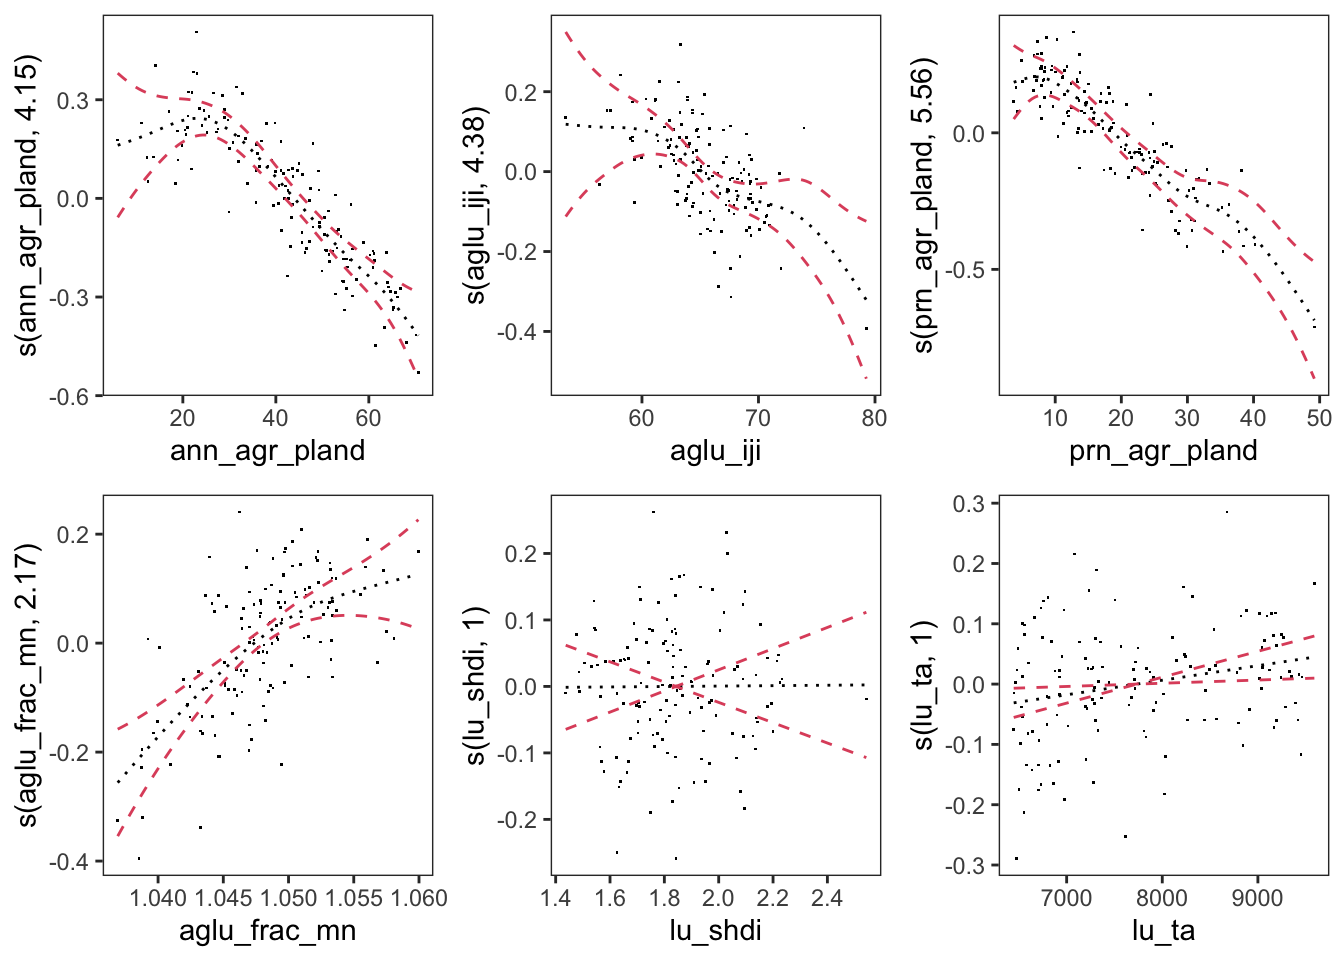 s(ann_agr_pland, 4.15)
0.3
0.0
-0.3
-0.6
20 40 60
ann_agr_pland
s(aglu_iji, 4.38)
0.2
0.0
-0.2
-0.4
60 70 80
aglu_iji
s(prn_agr_pland, 5.56)
0.0
-0.5
10 20 30 40 50
prn_agr_pland
s(aglu_frac_mn, 2.17)
0.2
0.0
-0.2
-0.4
1.040 1.045 1.050 1.055 1.060
aglu_frac_mn
s(lu_shdi, 1)
0.2
0.1
0.0
-0.1
-0.2
1.4 1.6 1.8 2.0 2.2 2.4
lu_shdi
s(lu_ta, 1)
0.3
0.2
0.1
0.0
-0.1
-0.2
-0.3
7000 8000 9000
lu_ta